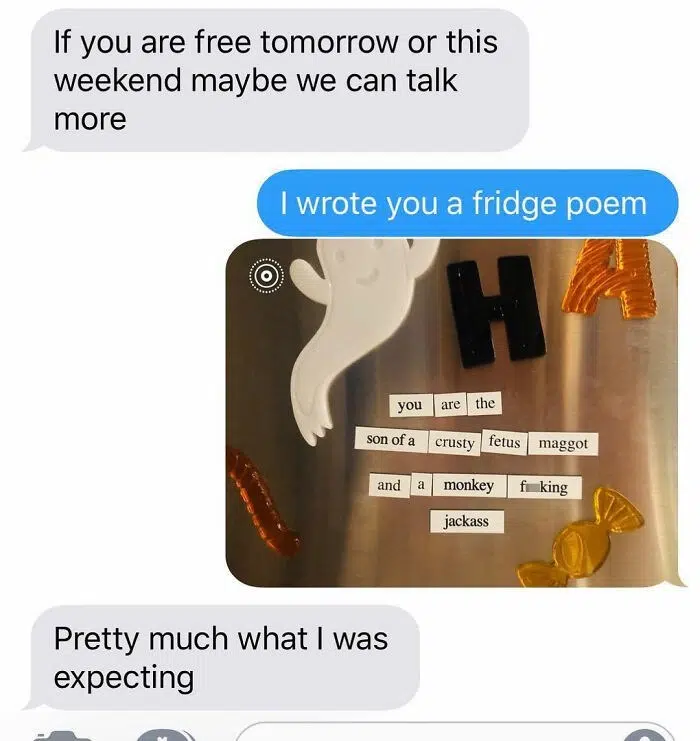 If you are free tomorrow or this
weekend maybe we can talk
more
I wrote you a fridge poem
H A
you are the
son of a crusty fetus maggot
and a monkey f king
jackass
Pretty much what I was
expecting